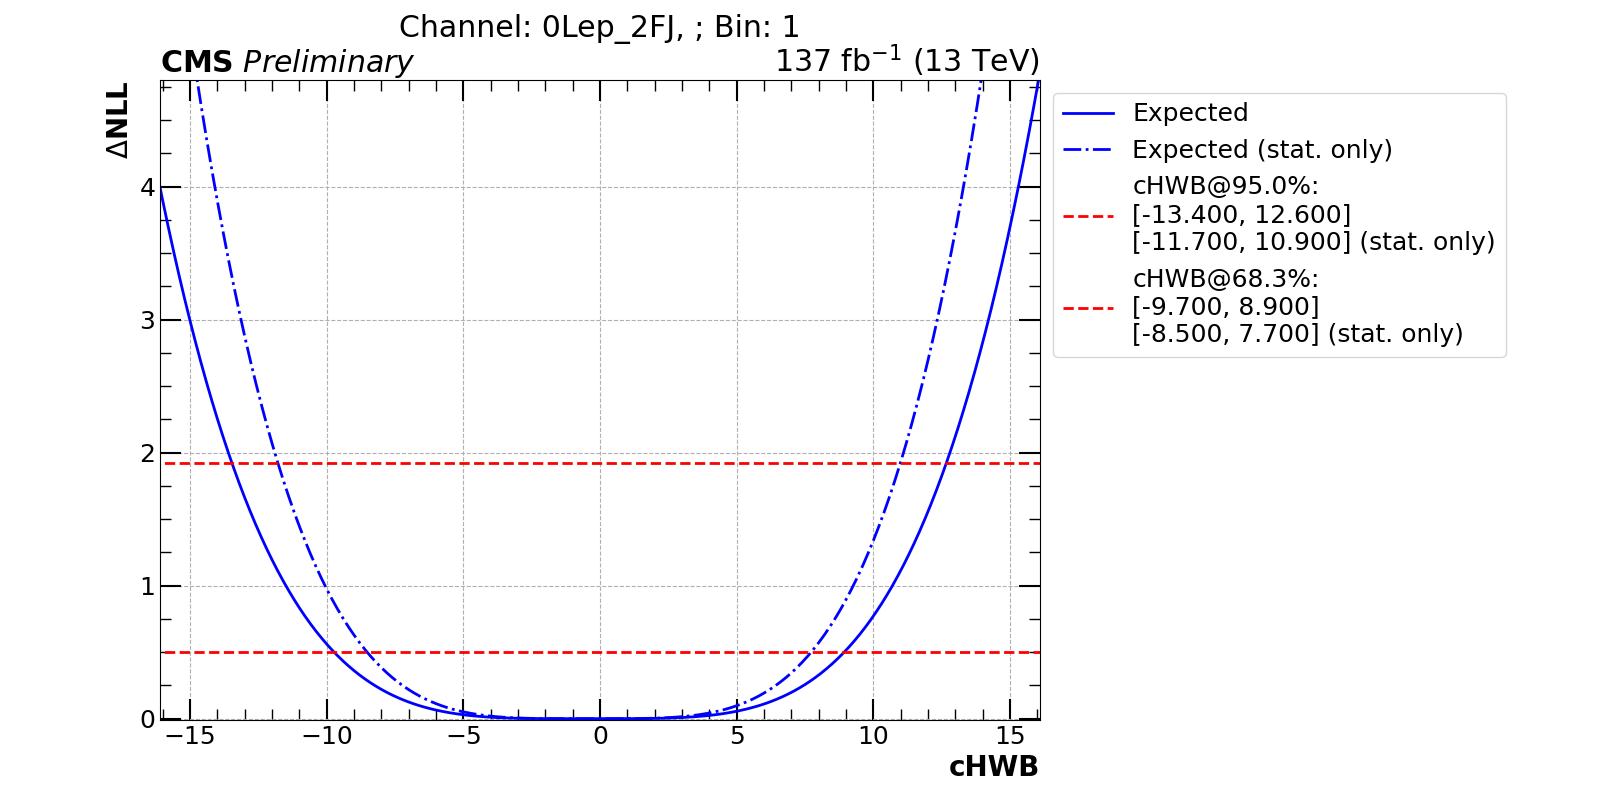 Channel: 0Lep_2FJ, ; Bin: 1
CMS Preliminary
137 fb⁻¹ (13 TeV)
ΔNLL
4
3
2
1
0
−15 −10 −5 0 5 10 15
cHWB
Expected
Expected (stat. only)
cHWB@95.0%:
[-13.400, 12.600]
[-11.700, 10.900] (stat. only)
cHWB@68.3%:
[-9.700, 8.900]
[-8.500, 7.700] (stat. only)